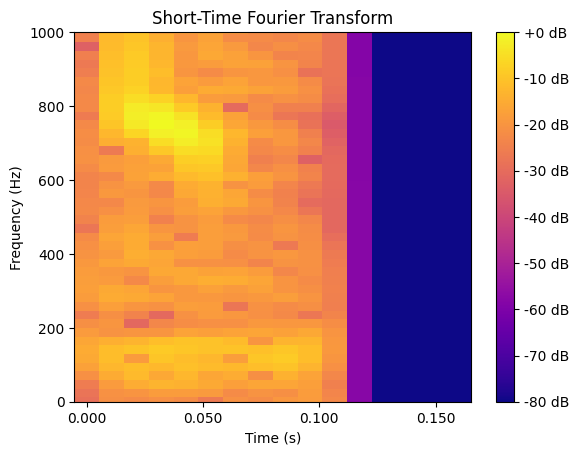 Short-Time Fourier Transform
1000
800
600
400
200
0
Frequency (Hz)
0.000
0.050
0.100
0.150
Time (s)
+0 dB
-10 dB
-20 dB
-30 dB
-40 dB
-50 dB
-60 dB
-70 dB
-80 dB